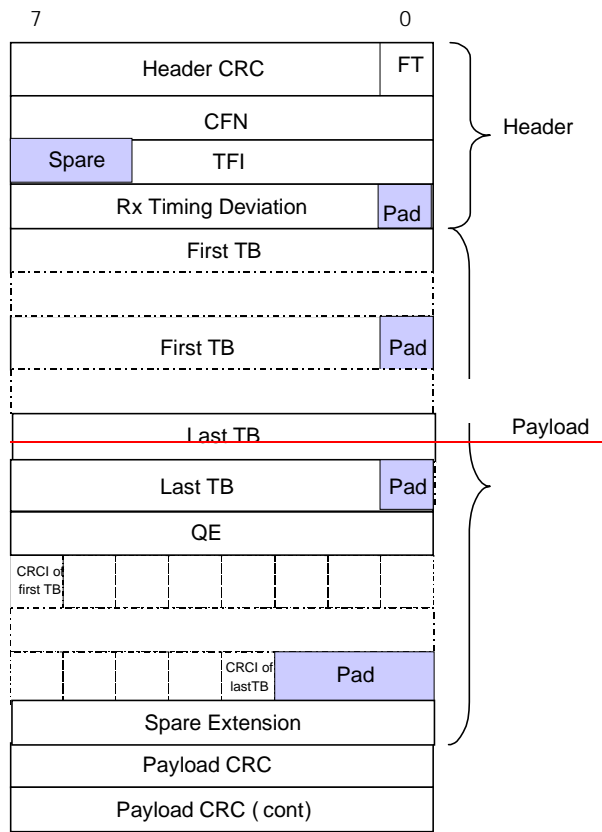 7 0
Header CRC FT
CFN
Header
Spare TFI
Rx Timing Deviation Pad
First TB
First TB Pad
Last TB
Payload
Last TB Pad
QE
CRCI of
first TB
CRCI of
lastTB
Pad
Spare Extension
Payload CRC
Payload CRC ( cont)